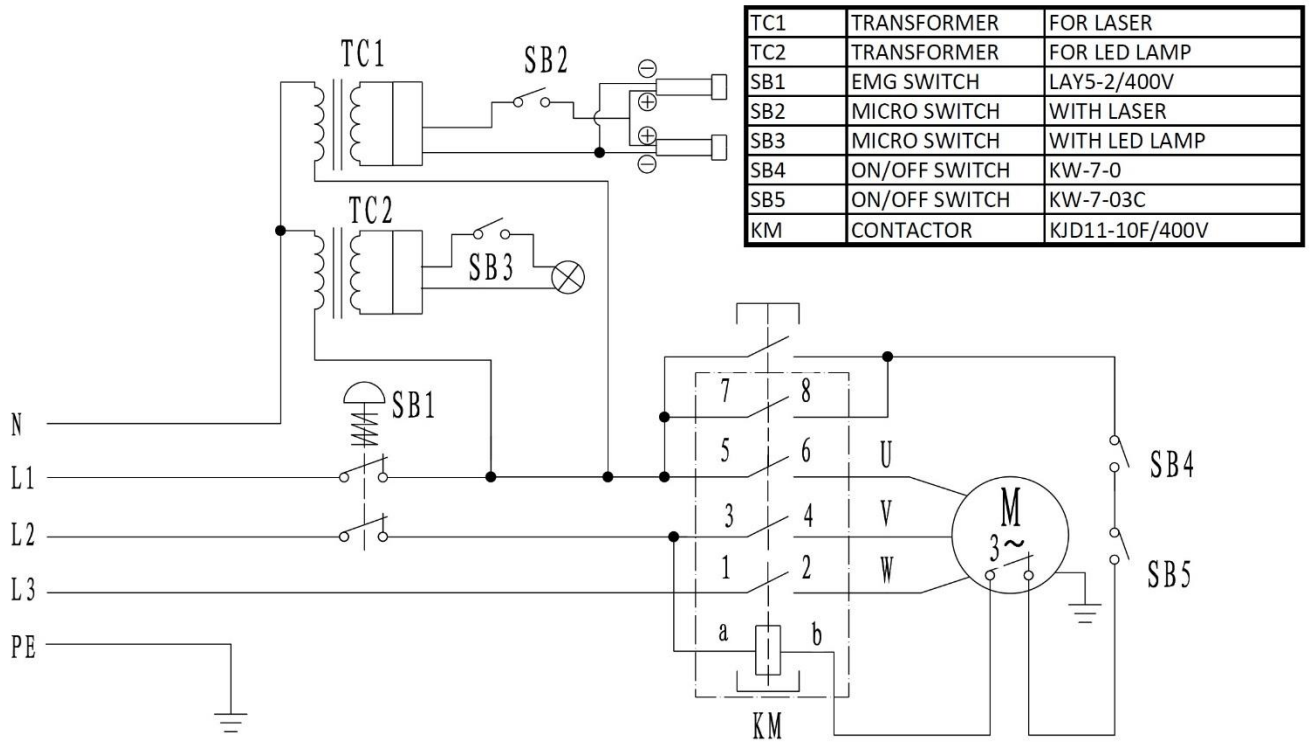 TC1 TRANSFORMER FOR LASER
TC2 TRANSFORMER FOR LED LAMP
SB1 EMG SWITCH LAY5-2/400V
SB2 MICRO SWITCH WITH LASER
SB3 MICRO SWITCH WITH LED LAMP
SB4 ON/OFF SWITCH KW-7-0
SB5 ON/OFF SWITCH KW-7-03C
KM CONTACTOR KJD11-10F/400V
TC1
SB2
⊖
⊕
⊕
⊖
TC2
SB3
SB1
N
L1
L2
L3
PE
7 8
5 6 U
3 4 V
1 2 W
a b
KM
M
3~
SB4
SB5